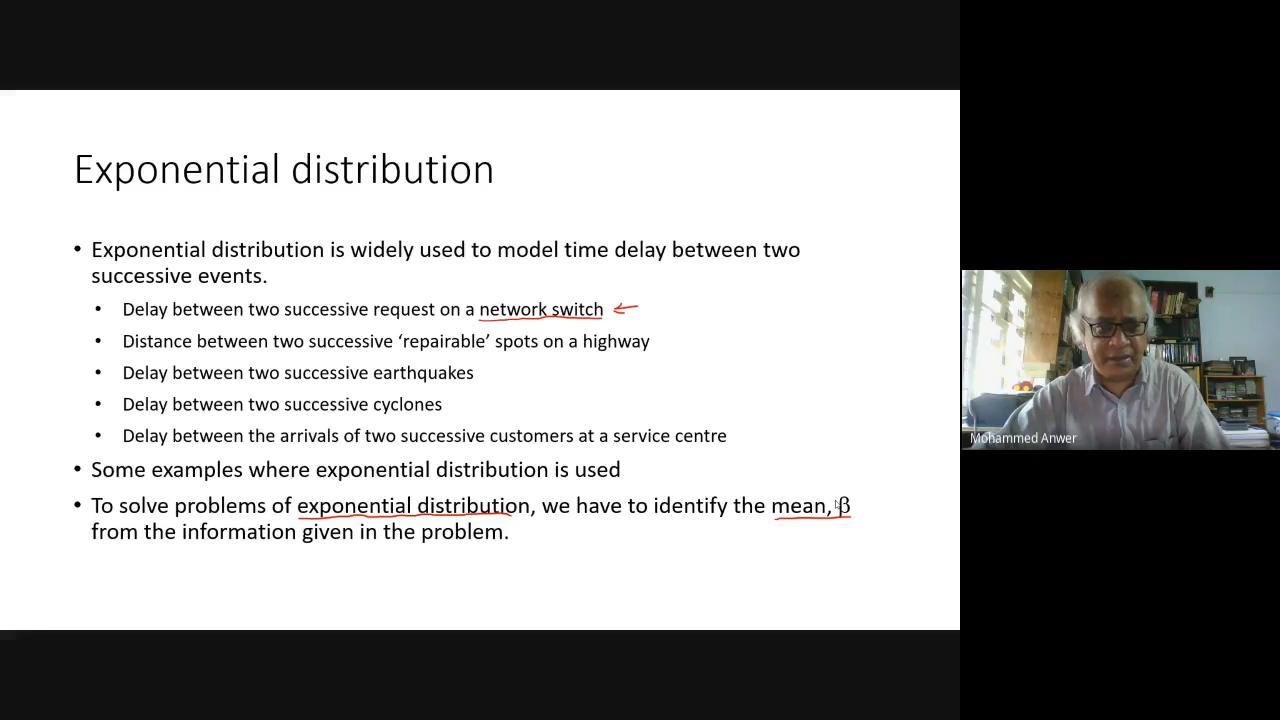 Exponential distribution
• Exponential distribution is widely used to model time delay between two
successive events.
• Delay between two successive request on a network switch
• Distance between two successive ‘repairable’ spots on a highway
• Delay between two successive earthquakes
• Delay between two successive cyclones
• Delay between the arrivals of two successive customers at a service centre
• Some examples where exponential distribution is used
• To solve problems of exponential distribution, we have to identify the mean, β
from the information given in the problem.
Mohammed Anwer